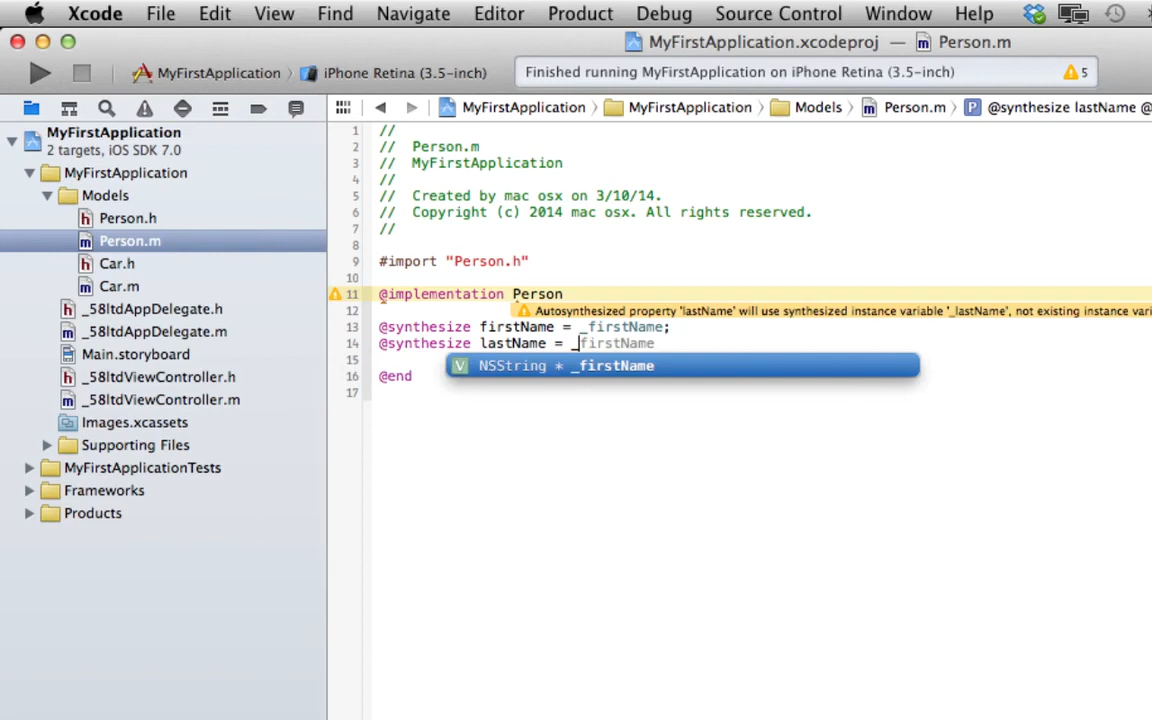 Xcode File Edit View Find Navigate Editor Product Debug Source Control Window Help
MyFirstApplication.xcodeproj — Person.m
MyFirstApplication 〉 iPhone Retina (3.5-inch)
Finished running MyFirstApplication on iPhone Retina (3.5-inch) 5
MyFirstApplication 〉 MyFirstApplication 〉 Models 〉 Person.m 〉 P @synthesize lastName @
MyFirstApplication
2 targets, iOS SDK 7.0
MyFirstApplication
Models
h Person.h
m Person.m
h Car.h
m Car.m
h _58ltdAppDelegate.h
m _58ltdAppDelegate.m
Main.storyboard
h _58ltdViewController.h
m _58ltdViewController.m
Images.xcassets
Supporting Files
MyFirstApplicationTests
Frameworks
Products
1 //
2 // Person.m
3 // MyFirstApplication
4 //
5 // Created by mac osx on 3/10/14.
6 // Copyright (c) 2014 mac osx. All rights reserved.
7 //
8
9 #import "Person.h"
10
11 @implementation Person
12 Autosynthesized property 'lastName' will use synthesized instance variable '_lastName', not existing instance vari
13 @synthesize firstName = _firstName;
14 @synthesize lastName = _firstName
15 V NSString * _firstName
16 @end
17